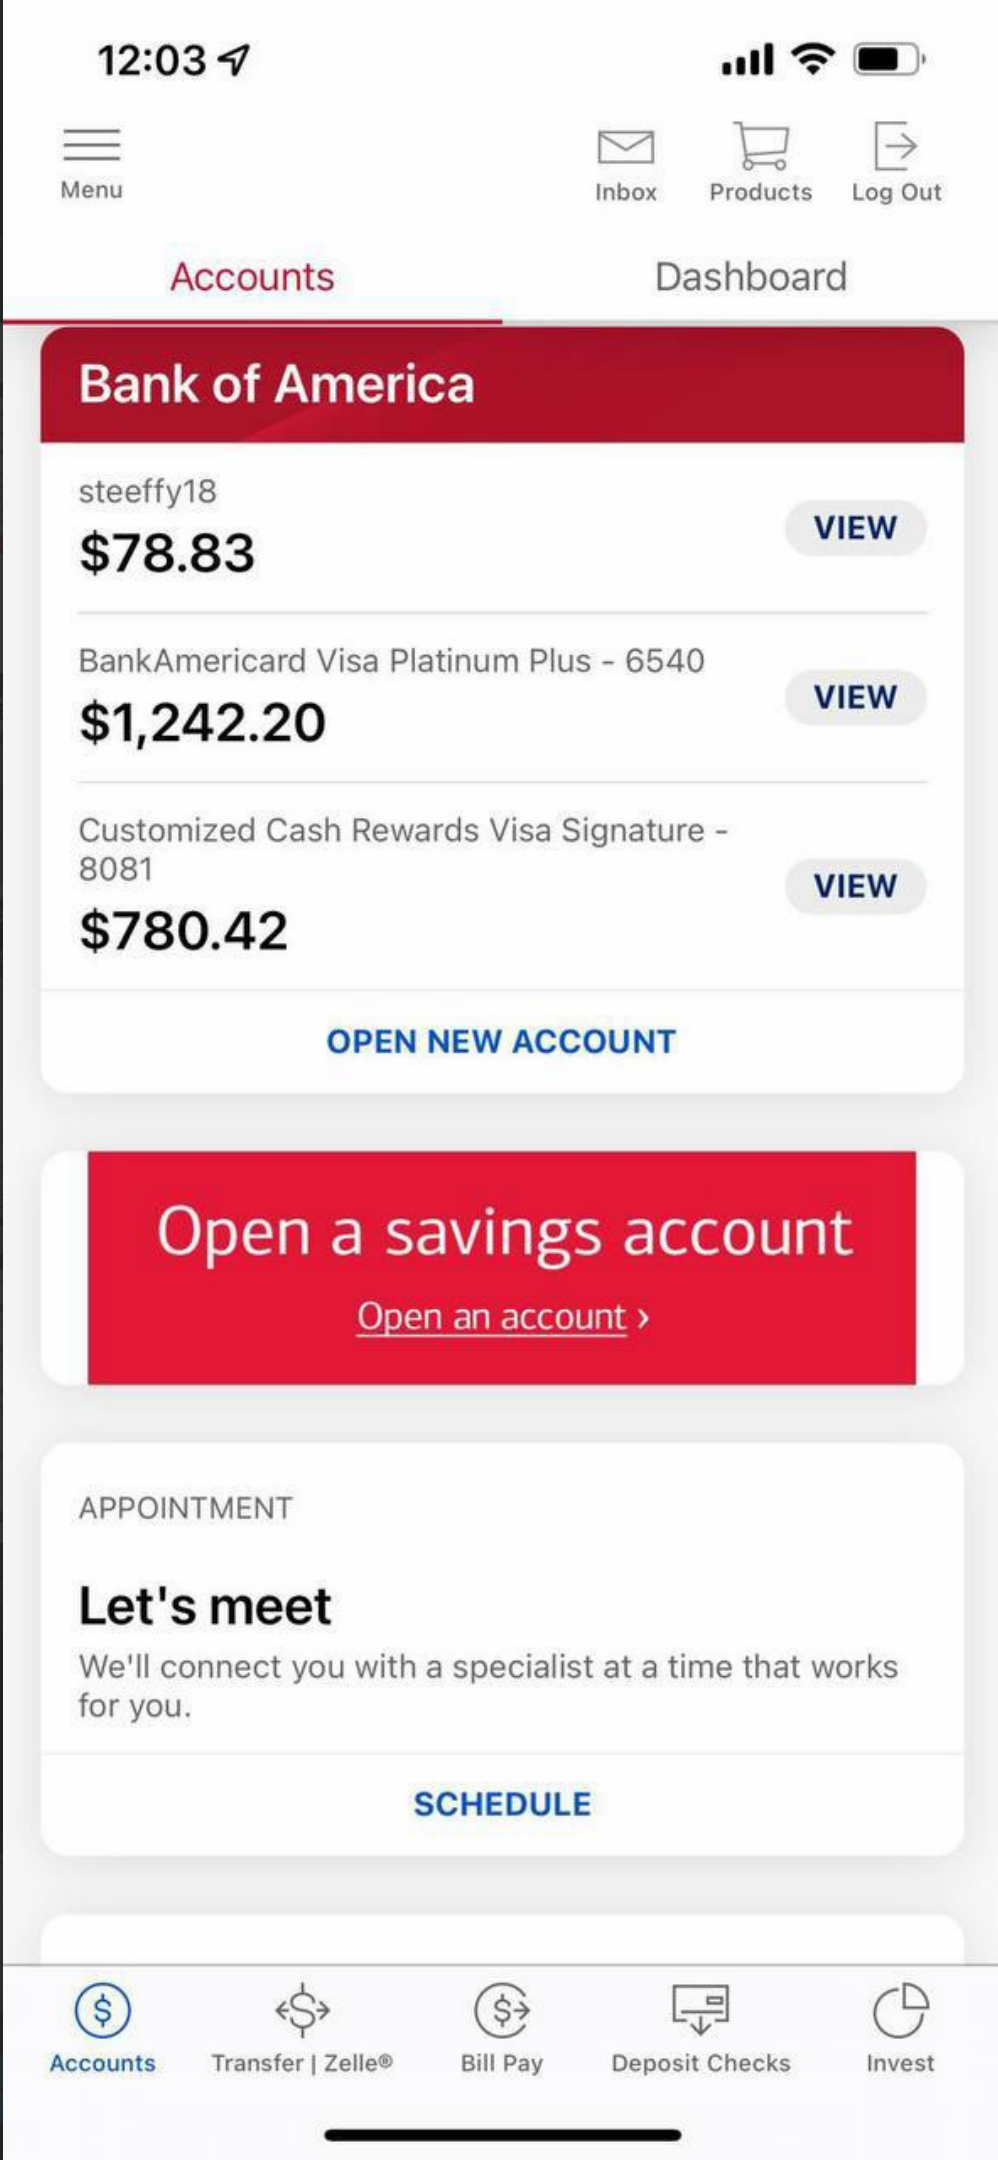 12:03
Menu
Inbox
Products
Log Out
Accounts
Dashboard
Bank of America
steeffy18
$78.83
VIEW
BankAmericard Visa Platinum Plus - 6540
$1,242.20
VIEW
Customized Cash Rewards Visa Signature -
8081
$780.42
VIEW
OPEN NEW ACCOUNT
Open a savings account
Open an account ›
APPOINTMENT
Let's meet
We'll connect you with a specialist at a time that works
for you.
SCHEDULE
Accounts
Transfer | Zelle®
Bill Pay
Deposit Checks
Invest